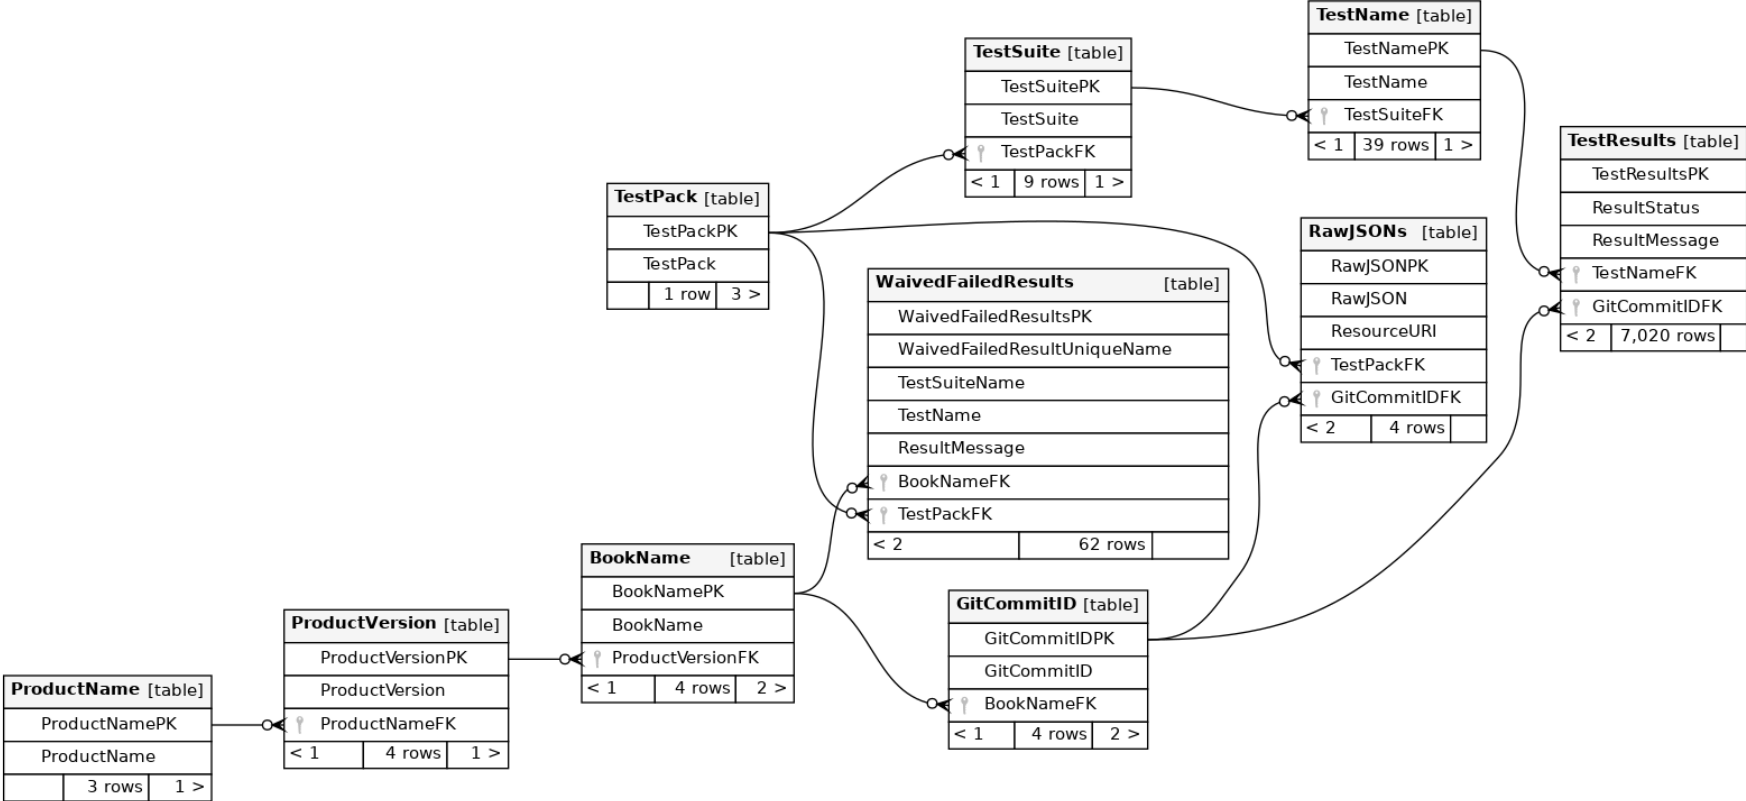 TestName [table]
TestNamePK
TestName
TestSuiteFK
< 1 39 rows 1 >
TestSuite [table]
TestSuitePK
TestSuite
TestPackFK
< 1 9 rows 1 >
TestResults [table]
TestResultsPK
ResultStatus
ResultMessage
TestNameFK
GitCommitIDFK
< 2 7,020 rows
TestPack [table]
TestPackPK
TestPack
1 row 3 >
RawJSONs [table]
RawJSONPK
RawJSON
ResourceURI
TestPackFK
GitCommitIDFK
< 2 4 rows
WaivedFailedResults [table]
WaivedFailedResultsPK
WaivedFailedResultUniqueName
TestSuiteName
TestName
ResultMessage
BookNameFK
TestPackFK
< 2 62 rows
BookName [table]
BookNamePK
BookName
ProductVersionFK
< 1 4 rows 2 >
GitCommitID [table]
GitCommitIDPK
GitCommitID
BookNameFK
< 1 4 rows 2 >
ProductVersion [table]
ProductVersionPK
ProductVersion
ProductNameFK
< 1 4 rows 1 >
ProductName [table]
ProductNamePK
ProductName
3 rows 1 >